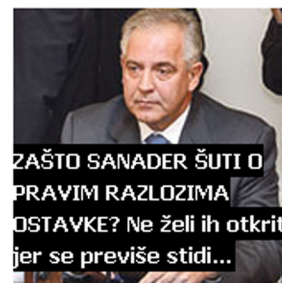 ZAŠTO SANADER ŠUTI O
PRAVIM RAZLOZIMA
OSTAVKE? Ne želi ih otkrit
jer se previše stidi...